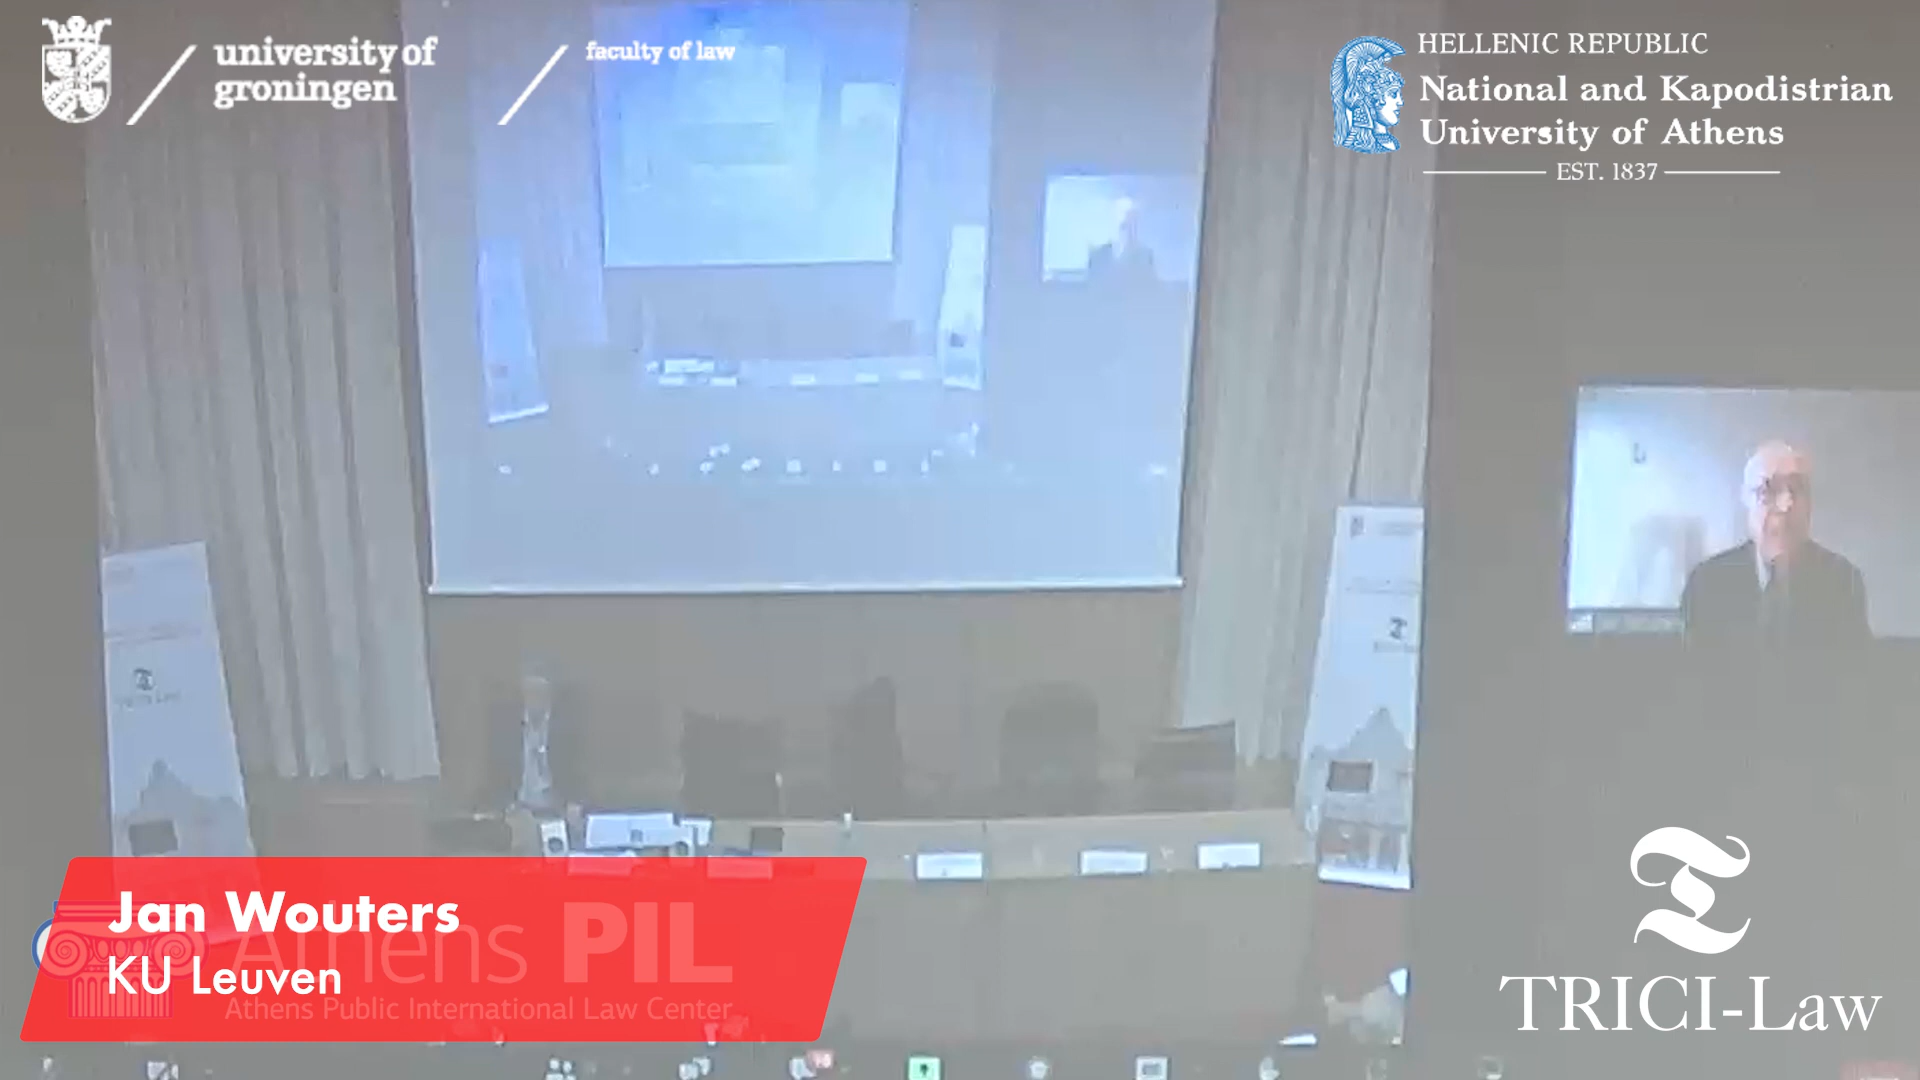 university of
groningen
faculty of law
HELLENIC REPUBLIC
National and Kapodistrian
University of Athens
EST. 1837
Jan Wouters
KU Leuven
Athens PIL
Athens Public International Law Center
TRICI-Law